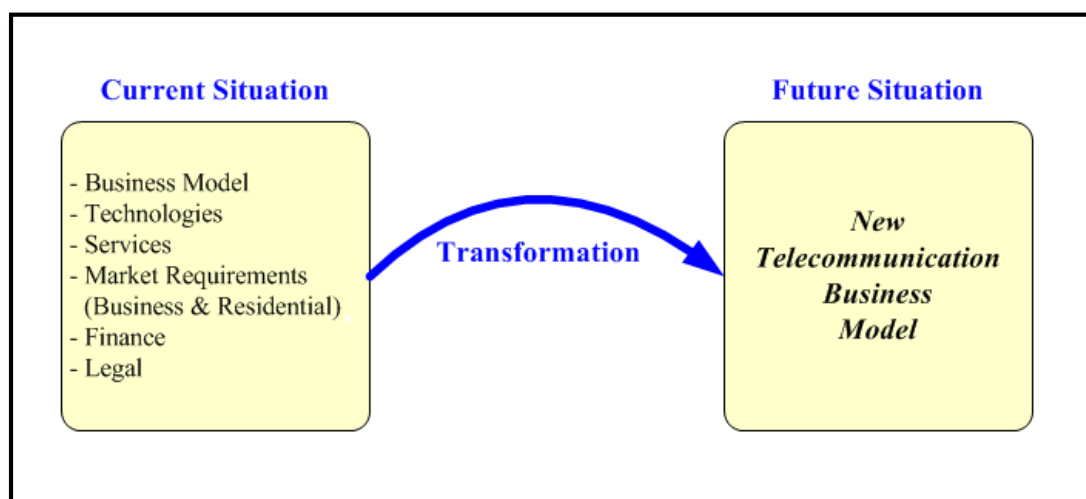 Current Situation
Future Situation
- Business Model
- Technologies
- Services
- Market Requirements
(Business & Residential)
- Finance
- Legal
Transformation
New
Telecommunication
Business
Model